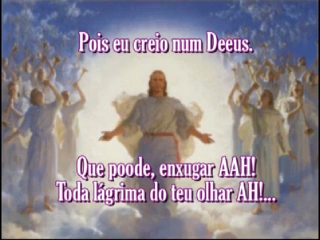 Pois eu creio num Deeus.
Que poode, enxugar AAH!
Toda lágrima do teu olhar AH!...